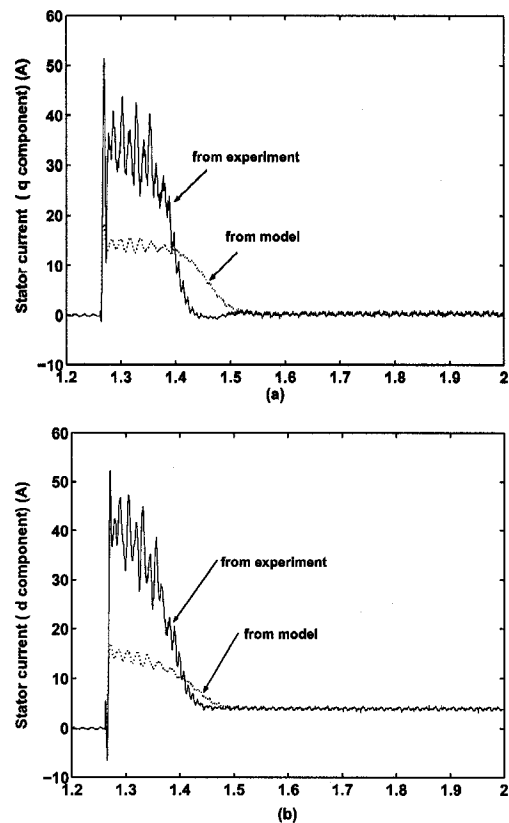 60
50
40
30
20
10
0
−10
Stator current ( q component) (A)
from experiment
from model
1.2 1.3 1.4 1.5 1.6 1.7 1.8 1.9 2
(a)
60
50
40
30
20
10
0
−10
Stator current ( d component) (A)
from experiment
from model
1.2 1.3 1.4 1.5 1.6 1.7 1.8 1.9 2
(b)